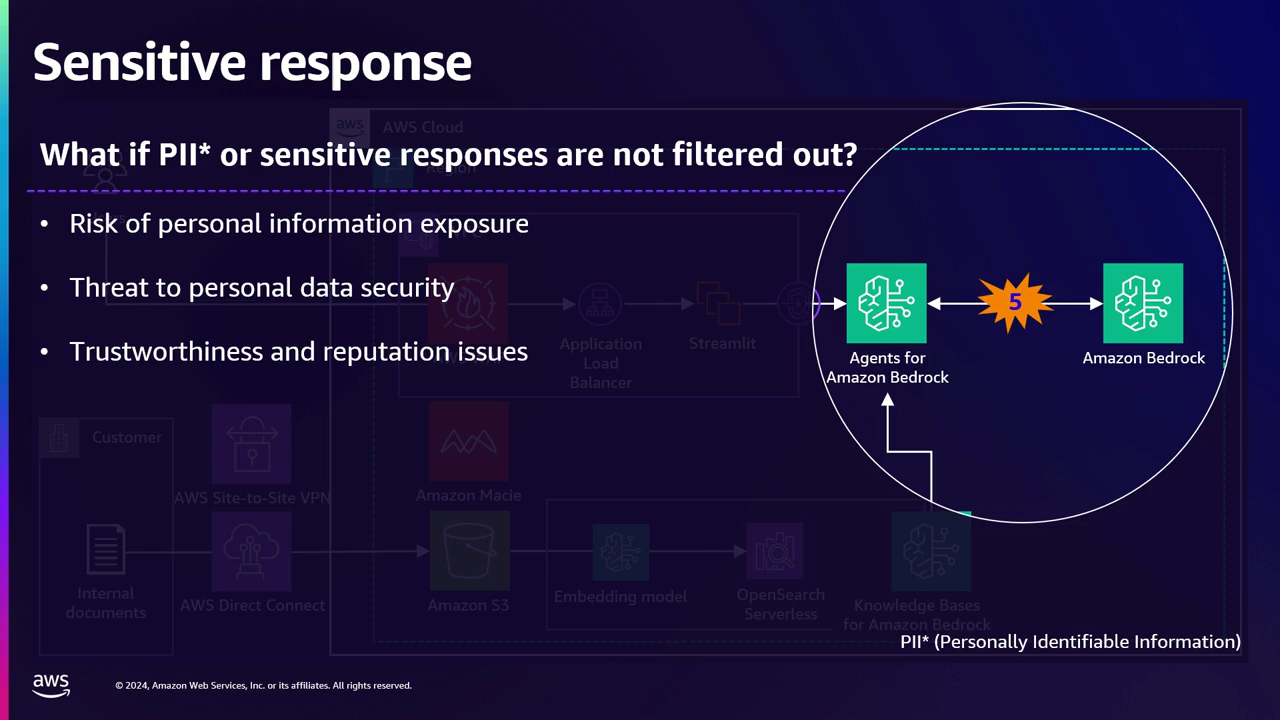 Sensitive response
aws
AWS Cloud
What if PII* or sensitive responses are not filtered out?
Region
• Risk of personal information exposure
• Threat to personal data security
• Trustworthiness and reputation issues
Application
Load
Balancer
Streamlit
5
Agents for
Amazon Bedrock
Amazon Bedrock
Customer
AWS Site-to-Site VPN
Amazon Macie
Internal
documents
AWS Direct Connect
Amazon S3
Embedding model
OpenSearch
Serverless
Knowledge Bases
for Amazon Bedrock
PII* (Personally Identifiable Information)
aws
© 2024, Amazon Web Services, Inc. or its affiliates. All rights reserved.